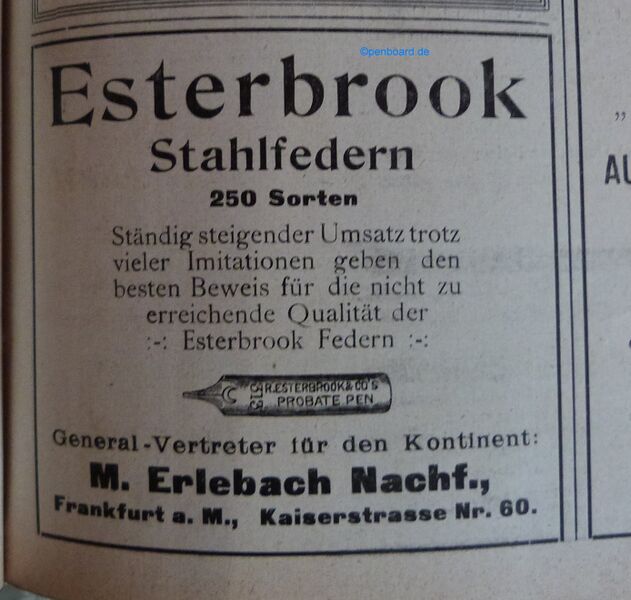 ©penboard.de
Esterbrook
Stahlfedern
250 Sorten
Ständig steigender Umsatz trotz
vieler Imitationen geben den
besten Beweis für die nicht zu
erreichende Qualität der
:-: Esterbrook Federn :-:
R.ESTERBROOK & CO'S
313
PROBATE PEN
General-Vertreter für den Kontinent:
M. Erlebach Nachf.,
Frankfurt a. M., Kaiserstrasse Nr. 60.
„
AU